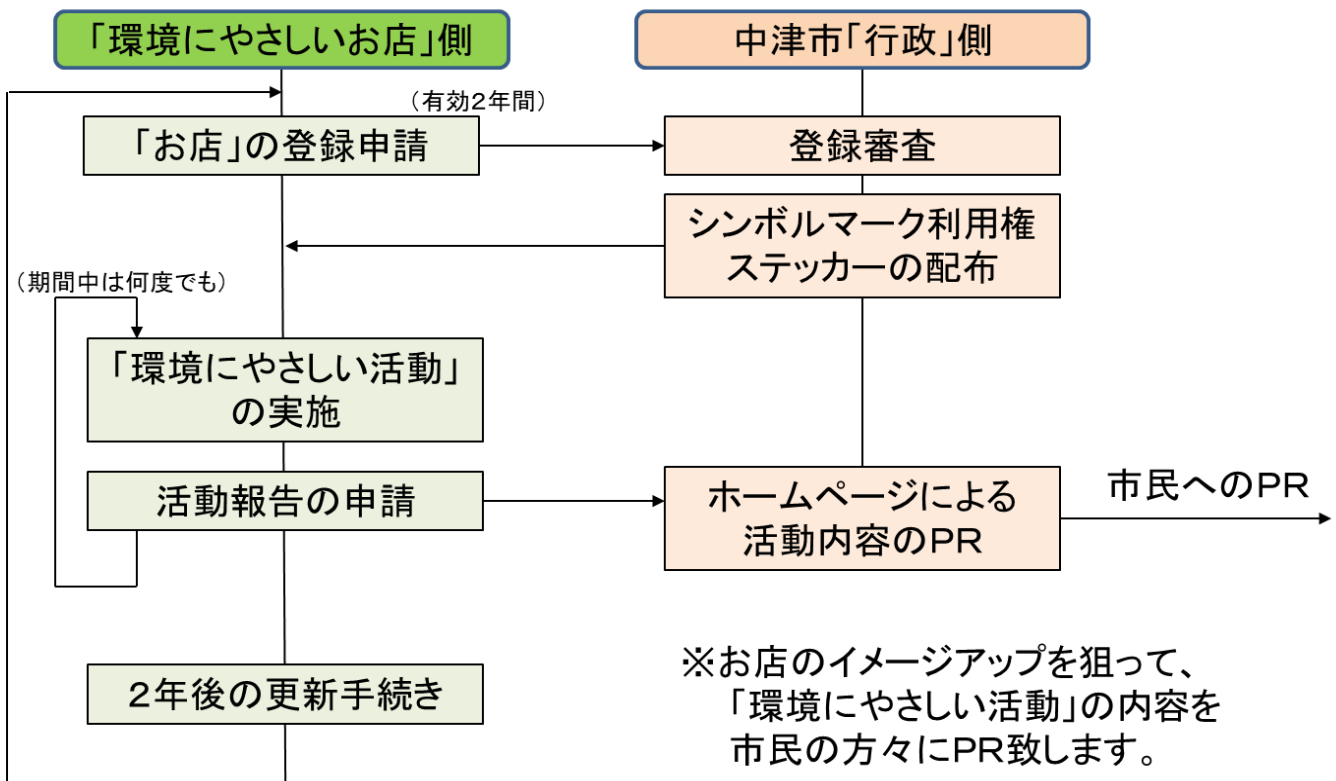 「環境にやさしいお店」側
中津市「行政」側
（有効２年間）
「お店」の登録申請
登録審査
シンボルマーク利用権
ステッカーの配布
（期間中は何度でも）
「環境にやさしい活動」
の実施
活動報告の申請
ホームページによる
活動内容のＰＲ
市民へのＰＲ
２年後の更新手続き
※お店のイメージアップを狙って、
「環境にやさしい活動」の内容を
市民の方々にＰＲ致します。